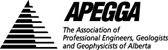 APEGGA
The Association of
Professional Engineers, Geologists
and Geophysicists of Alberta